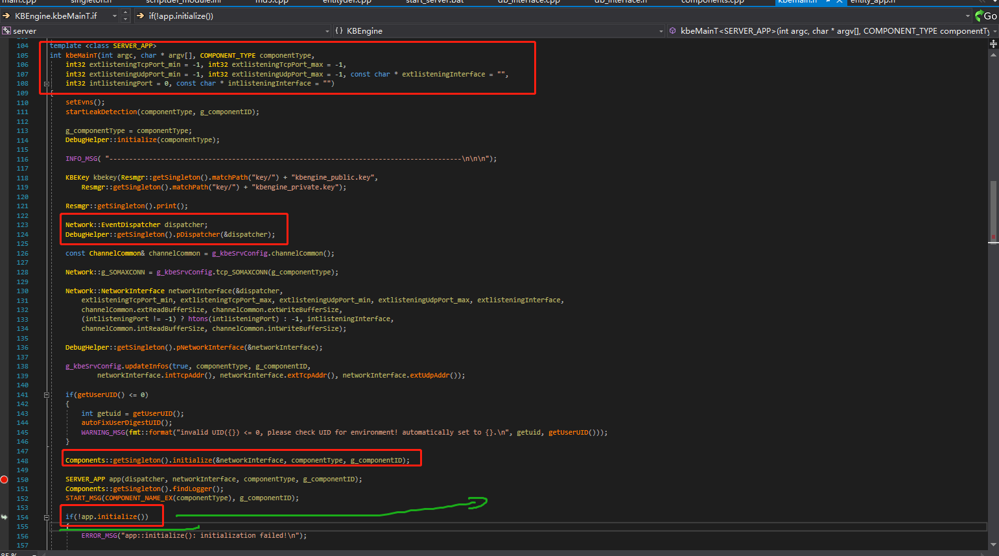 main.cpp singleton.h scriptdef_module.inl md5.cpp entitydef.cpp start_server.bat db_interface.cpp db_interface.h components.cpp kbemain.h entity_app.h
KBEngine.kbeMainT.if if(!app.initialize()) Go
server {} KBEngine kbeMainT<SERVER_APP>(int argc, char * argv[], COMPONENT_TYPE componentTy
104 template <class SERVER_APP>
105 int kbeMainT(int argc, char * argv[], COMPONENT_TYPE componentType,
106 int32 extlisteningTcpPort_min = -1, int32 extlisteningTcpPort_max = -1,
107 int32 extlisteningUdpPort_min = -1, int32 extlisteningUdpPort_max = -1, const char * extlisteningInterface = "",
108 int32 intlisteningPort = 0, const char * intlisteningInterface = "")
109 {
110 setEvns();
111 startLeakDetection(componentType, g_componentID);
112
113 g_componentType = componentType;
114 DebugHelper::initialize(componentType);
115
116 INFO_MSG( "-----------------------------------------------------------------------------------------\n\n\n");
117
118 KBEKey kbekey(Resmgr::getSingleton().matchPath("key/") + "kbengine_public.key",
119 Resmgr::getSingleton().matchPath("key/") + "kbengine_private.key");
120
121 Resmgr::getSingleton().print();
122
123 Network::EventDispatcher dispatcher;
124 DebugHelper::getSingleton().pDispatcher(&dispatcher);
125
126 const ChannelCommon& channelCommon = g_kbeSrvConfig.channelCommon();
127
128 Network::g_SOMAXCONN = g_kbeSrvConfig.tcp_SOMAXCONN(g_componentType);
129
130 Network::NetworkInterface networkInterface(&dispatcher,
131 extlisteningTcpPort_min, extlisteningTcpPort_max, extlisteningUdpPort_min, extlisteningUdpPort_max, extlisteningInterface,
132 channelCommon.extReadBufferSize, channelCommon.extWriteBufferSize,
133 (intlisteningPort != -1) ? htons(intlisteningPort) : -1, intlisteningInterface,
134 channelCommon.intReadBufferSize, channelCommon.intWriteBufferSize);
135
136 DebugHelper::getSingleton().pNetworkInterface(&networkInterface);
137
138 g_kbeSrvConfig.updateInfos(true, componentType, g_componentID,
139 networkInterface.intTcpAddr(), networkInterface.extTcpAddr(), networkInterface.extUdpAddr());
140
141 if(getUserUID() <= 0)
142 {
143 int getuid = getUserUID();
144 autoFixUserDigestUID();
145 WARNING_MSG(fmt::format("invalid UID({}) <= 0, please check UID for environment! automatically set to {}.\n", getuid, getUserUID()));
146 }
147
148 Components::getSingleton().initialize(&networkInterface, componentType, g_componentID);
149
150 SERVER_APP app(dispatcher, networkInterface, componentType, g_componentID);
151 Components::getSingleton().findLogger();
152 START_MSG(COMPONENT_NAME_EX(componentType), g_componentID);
153
154 if(!app.initialize())
155 {
156 ERROR_MSG("app::initialize(): initialization failed!\n");
157
85 %